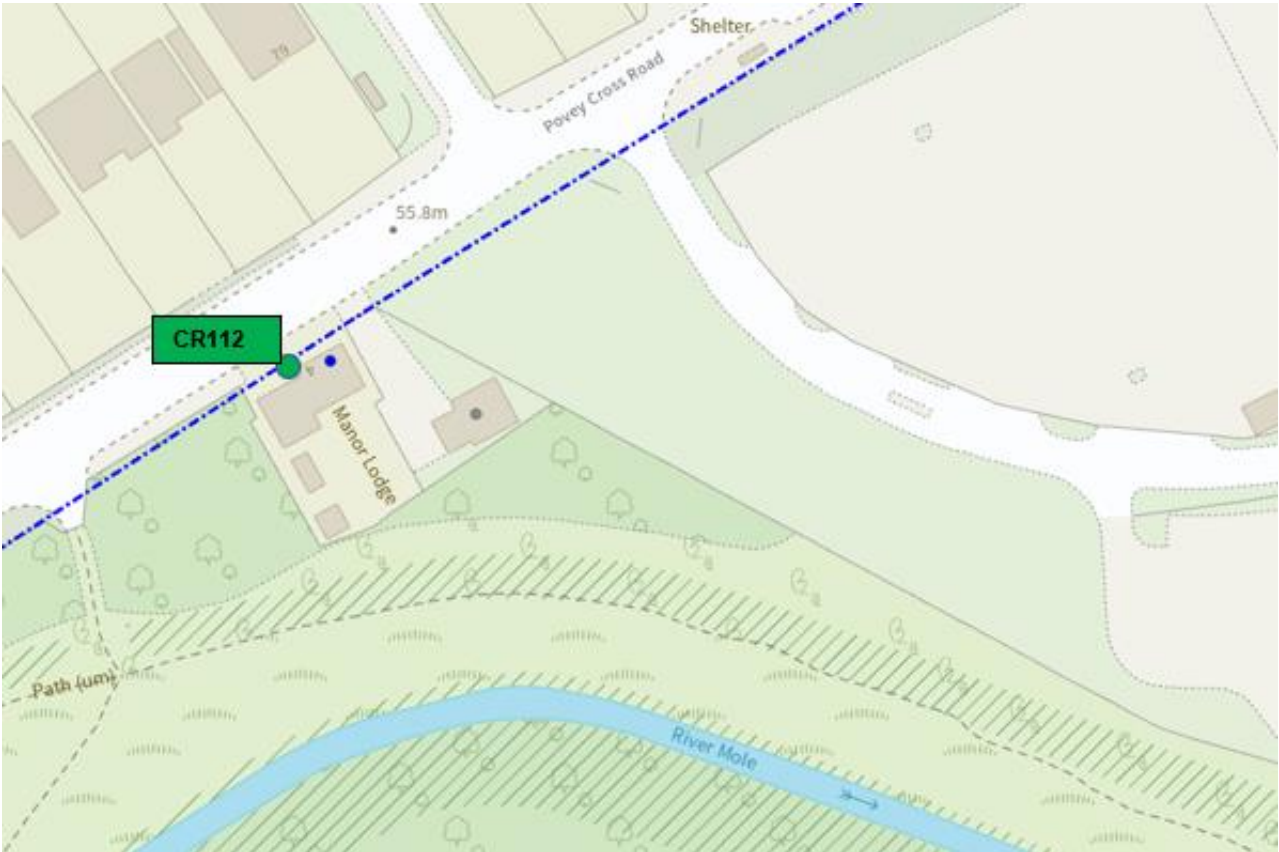 Shelter
79
Povey Cross Road
55.8m
CR112
Manor Lodge
Path (um)
River Mole